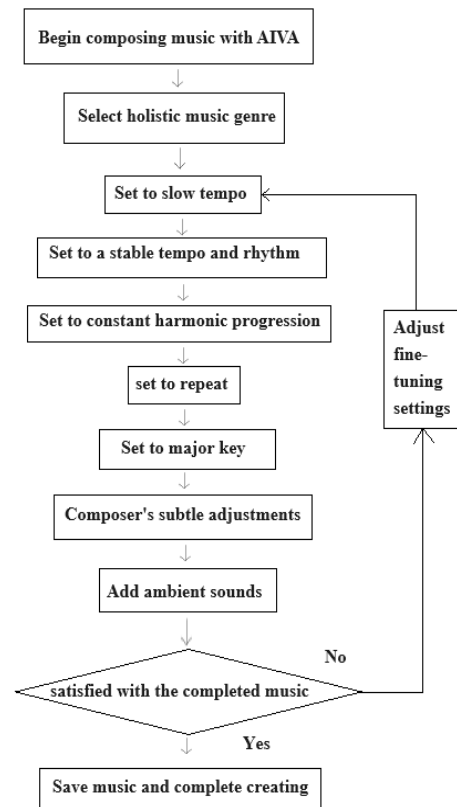 Begin composing music with AIVA
Select holistic music genre
Set to slow tempo
Set to a stable tempo and rhythm
Set to constant harmonic progression
set to repeat
Set to major key
Composer's subtle adjustments
Add ambient sounds
satisfied with the completed music
No
Yes
Save music and complete creating
Adjust
fine-
tuning
settings